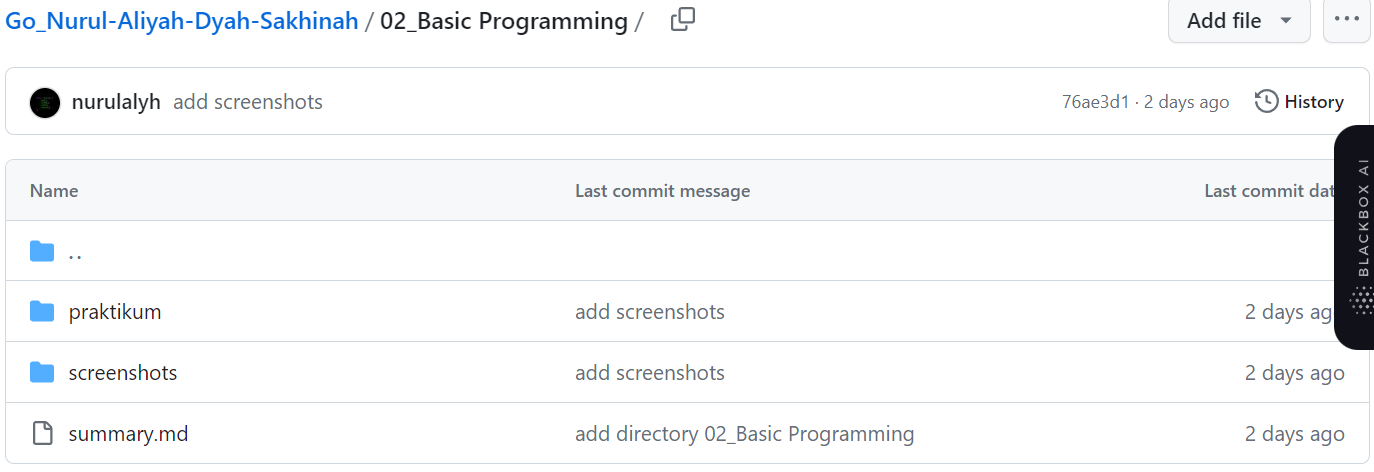 Go_Nurul-Aliyah-Dyah-Sakhinah / 02_Basic Programming /
Add file
nurulalyh add screenshots
76ae3d1 · 2 days ago
History
Name Last commit message Last commit dat
..
praktikum add screenshots 2 days ag
screenshots add screenshots 2 days ago
summary.md add directory 02_Basic Programming 2 days ago
BLACKBOX AI